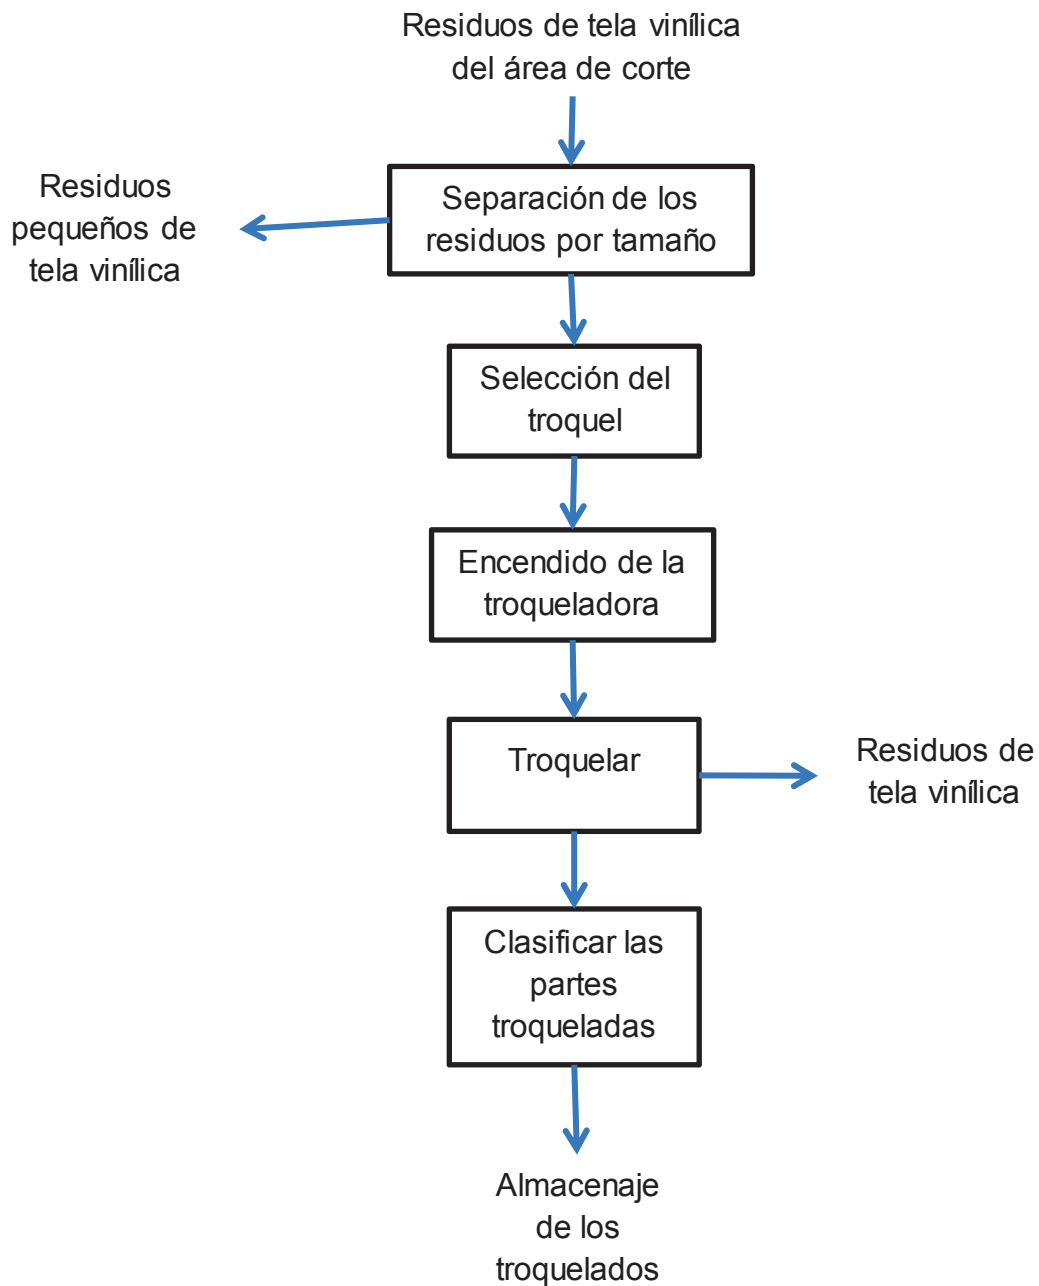 Residuos de tela vinílica
del área de corte
Separación de los
residuos por tamaño
Residuos
pequeños de
tela vinílica
Selección del
troquel
Encendido de la
troqueladora
Troquelar
Residuos de
tela vinílica
Clasificar las
partes
troqueladas
Almacenaje
de los
troquelados